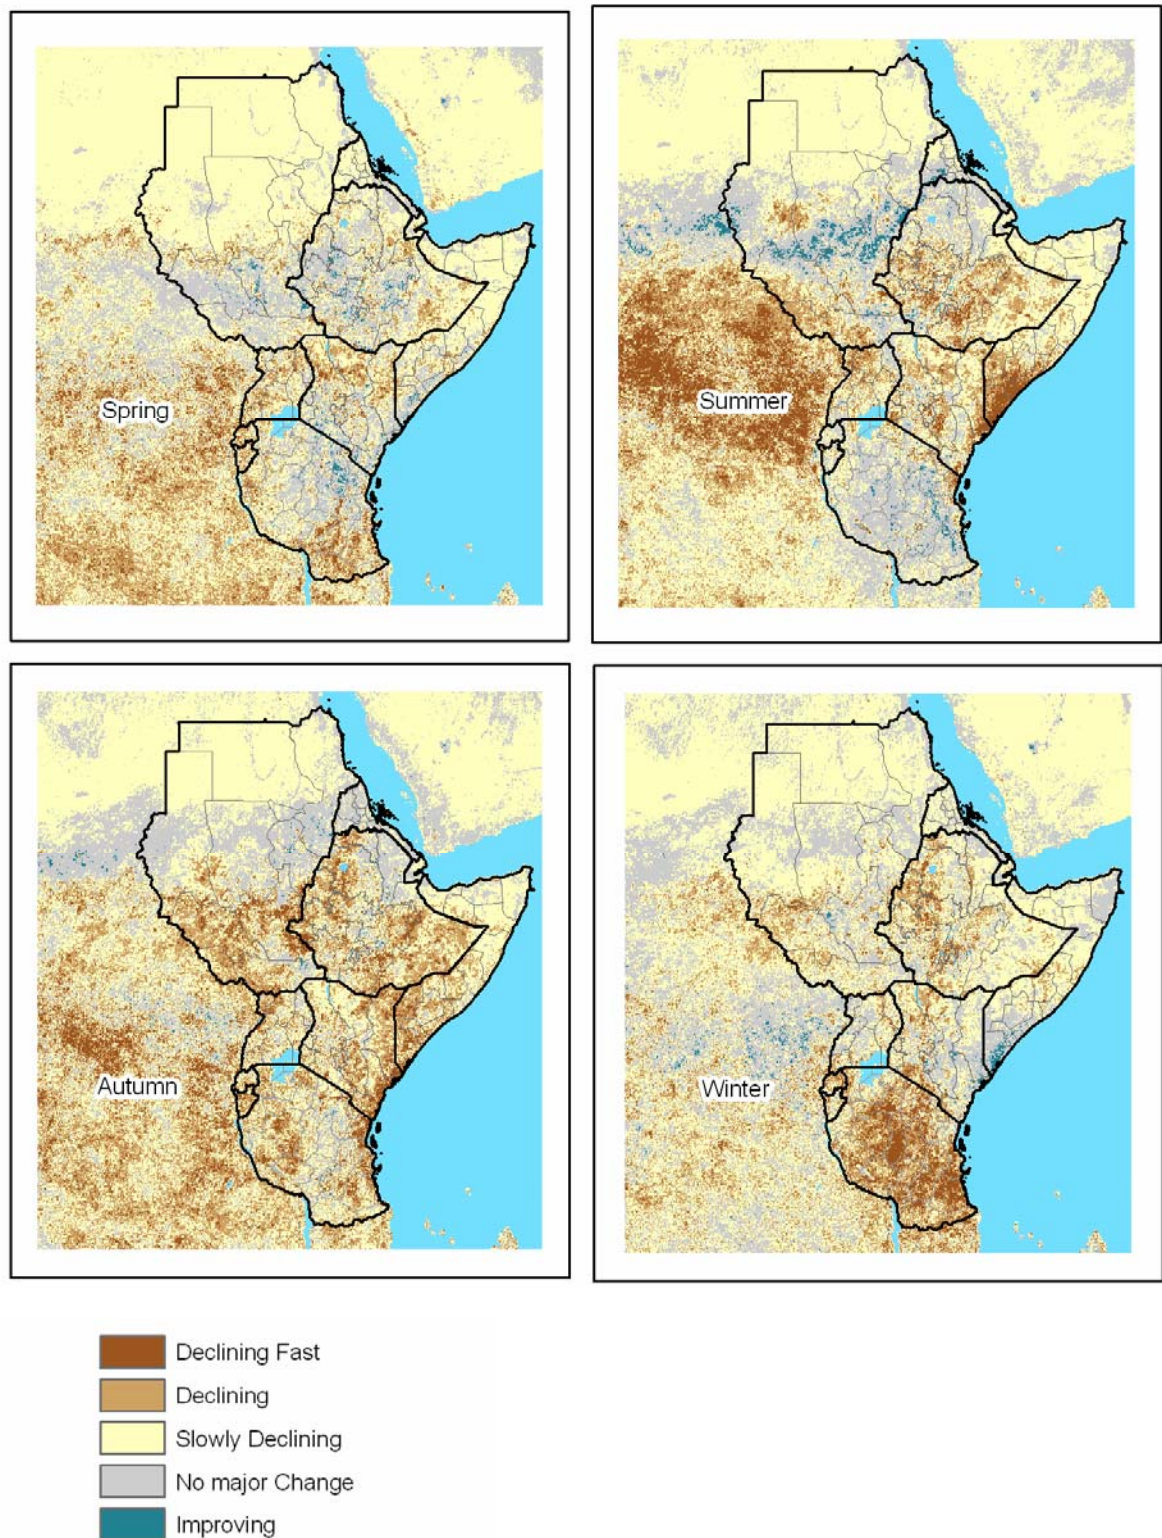 Spring
Summer
Autumn
Winter
Declining Fast
Declining
Slowly Declining
No major Change
Improving